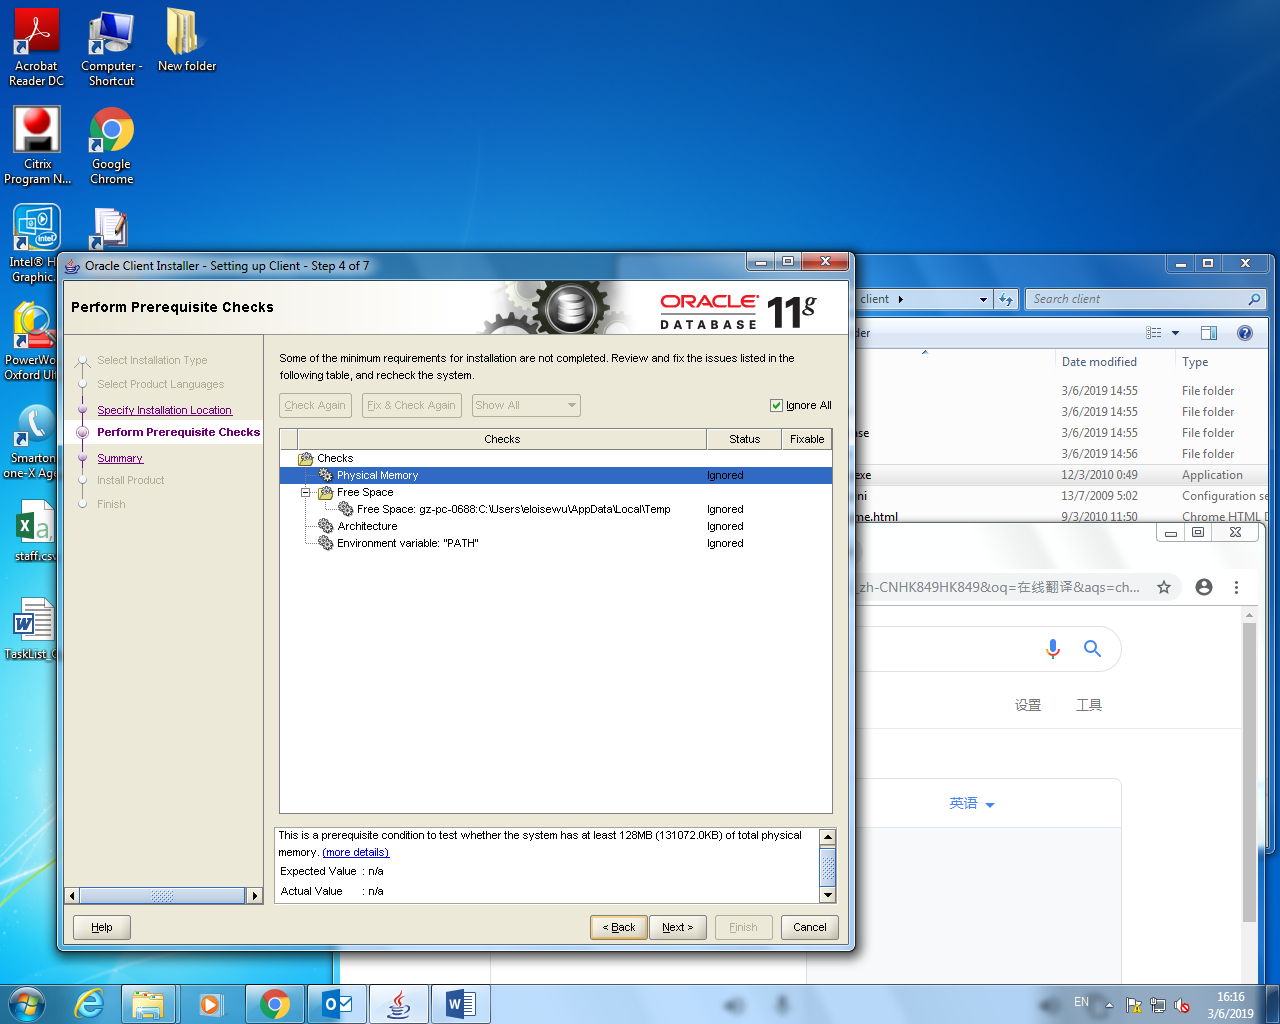 Acrobat
Reader DC
Computer -
Shortcut
New folder
Citrix
Program N...
Google
Chrome
Intel® H
Graphic.
PowerWo
Oxford Ult
Smarton
one-X Age
staff.csv
TaskList_
Oracle Client Installer - Setting up Client - Step 4 of 7
Perform Prerequisite Checks
ORACLE
DATABASE
11g
Select Installation Type
Select Product Languages
Specify Installation Location
Perform Prerequisite Checks
Summary
Install Product
Finish
Some of the minimum requirements for installation are not completed. Review and fix the issues listed in the
following table, and recheck the system.
Check Again
Fix & Check Again
Show All
Ignore All
Checks Status Fixable
Checks
Physical Memory Ignored
Free Space
Free Space: gz-pc-0688:C:\Users\eloisewu\AppData\Local\Temp Ignored
Architecture Ignored
Environment variable: "PATH" Ignored
This is a prerequisite condition to test whether the system has at least 128MB (131072.0KB) of total physical
memory. (more details)
Expected Value : n/a
Actual Value : n/a
Help
< Back
Next >
Finish
Cancel
client
Search client
der
Date modified Type
3/6/2019 14:55 File folder
3/6/2019 14:55 File folder
ase 3/6/2019 14:55 File folder
3/6/2019 14:56 File folder
exe 12/3/2010 0:49 Application
ni 13/7/2009 5:02 Configuration se
me.html 9/3/2010 11:50 Chrome HTML D
_zh-CNHK849HK849&oq=在线翻译&aqs=ch...
设置 工具
英语
EN
16:16
3/6/2019